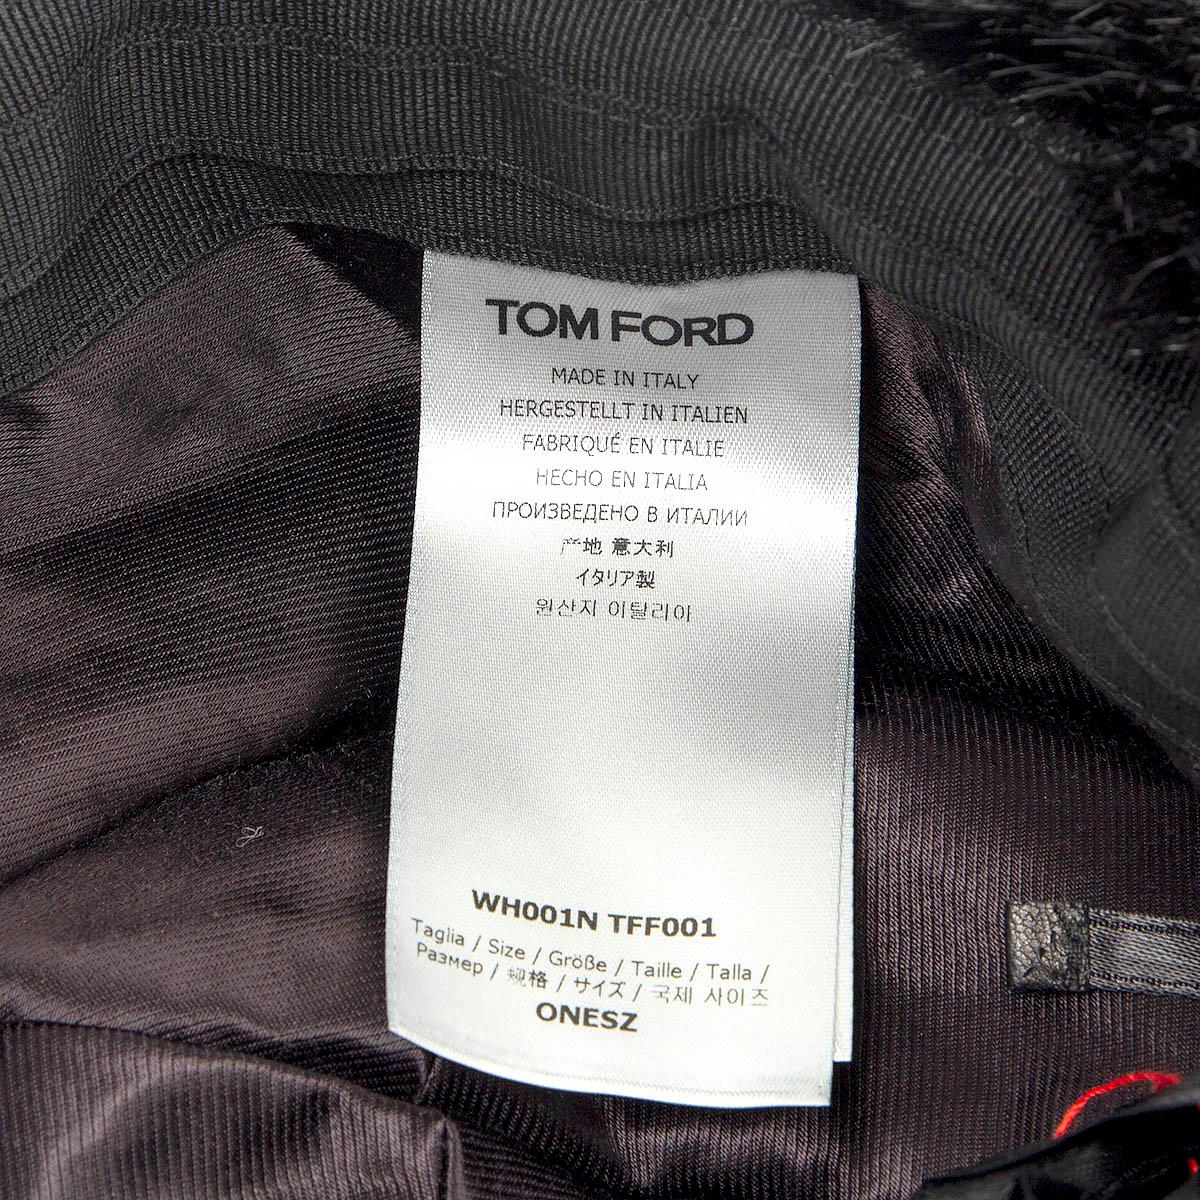 TOM FORD
MADE IN ITALY
HERGESTELLT IN ITALIEN
FABRIQUÉ EN ITALIE
HECHO EN ITALIA
ПРОИЗВЕДЕНО В ИТАЛИИ
产地 意大利
イタリア製
원산지 이탈리아
WH001N TFF001
Taglia / Size / Größe / Taille / Talla /
Размер / 规格 / サイズ / 국제 사이즈
ONESZ